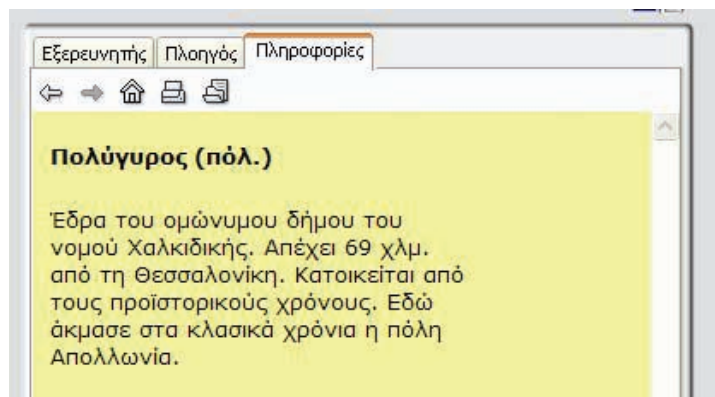 Εξερευνητής Πλοηγός Πληροφορίες
Πολύγυρος (πόλ.)
Έδρα του ομώνυμου δήμου του
νομού Χαλκιδικής. Απέχει 69 χλμ.
από τη Θεσσαλονίκη. Κατοικείται από
τους προϊστορικούς χρόνους. Εδώ
άκμασε στα κλασικά χρόνια η πόλη
Απολλωνία.